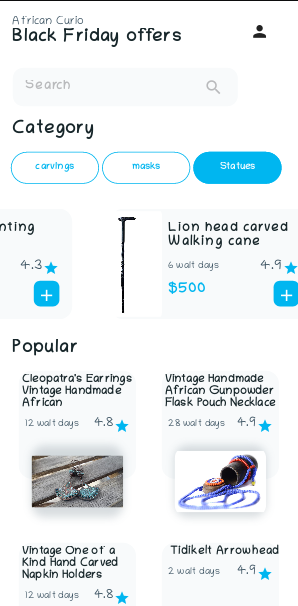 African Curio
Black Friday offers
Search
Category
carvings
masks
Statues
nting
4.3
Lion head carved
Walking cane
6 wait days
4.9
$500
Popular
Cleopatra's Earrings
Vintage Handmade
African
12 wait days
4.8
Vintage Handmade
African Gunpowder
Flask Pouch Necklace
28 wait days
4.9
Vintage One of a
Kind Hand Carved
Napkin Holders
12 wait days
4.8
Tidikelt Arrowhead
2 wait days
4.9